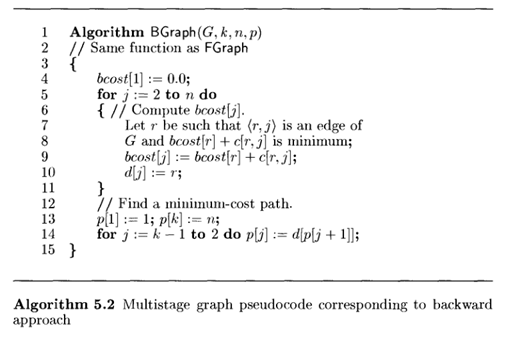 1 Algorithm BGraph(G, k, n, p)
2 // Same function as FGraph
3 {
4 bcost[1] := 0.0;
5 for j := 2 to n do
6 { // Compute bcost[j].
7 Let r be such that ⟨r, j⟩ is an edge of
8 G and bcost[r] + c[r, j] is minimum;
9 bcost[j] := bcost[r] + c[r, j];
10 d[j] := r;
11 }
12 // Find a minimum-cost path.
13 p[1] := 1; p[k] := n;
14 for j := k − 1 to 2 do p[j] := d[p[j + 1]];
15 }
Algorithm 5.2 Multistage graph pseudocode corresponding to backward
approach